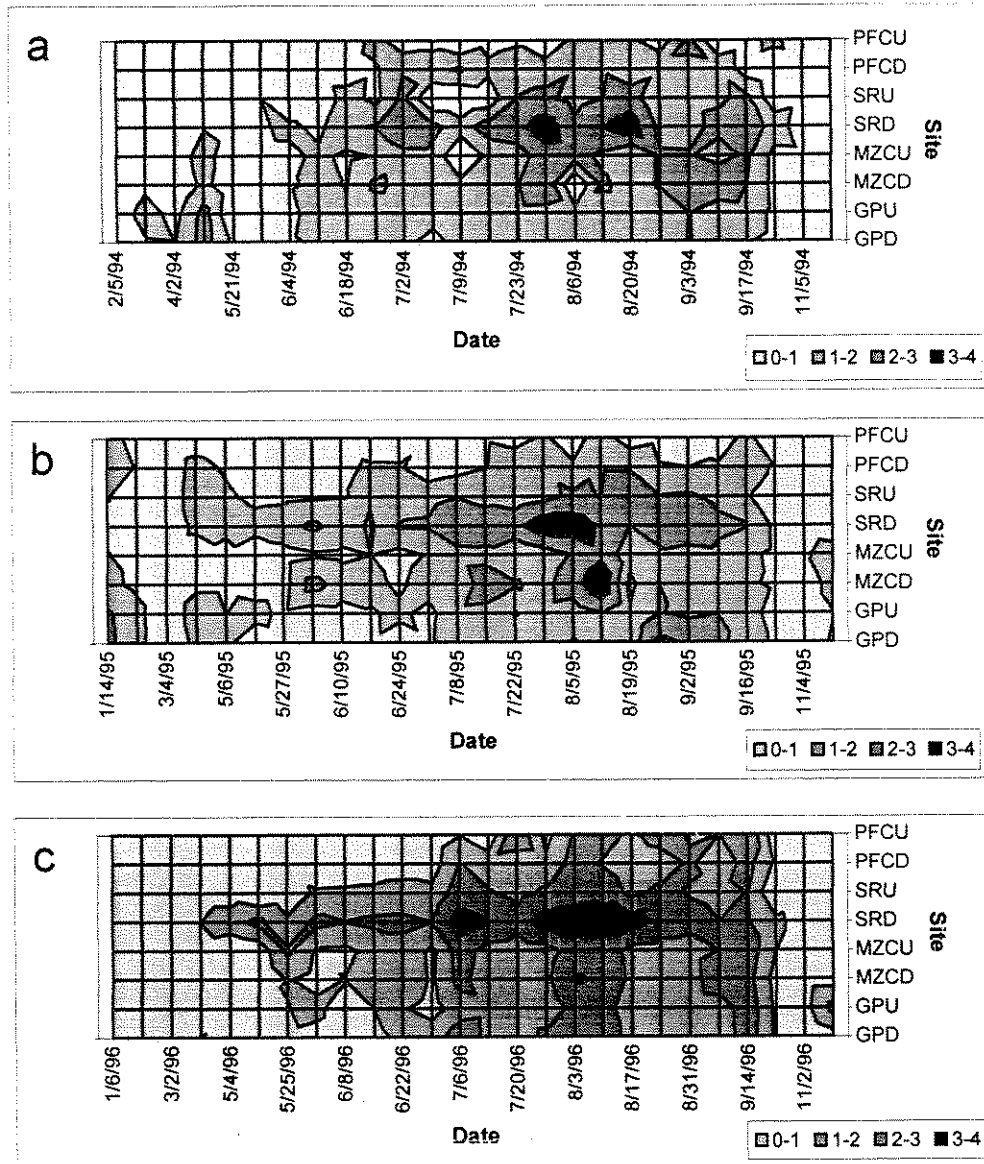 a
PFCU
PFCD
SRU
SRD
MZCU
MZCD
GPU
GPD
Site
2/5/94 4/2/94 5/21/94 6/4/94 6/18/94 7/2/94 7/9/94 7/23/94 8/6/94 8/20/94 9/3/94 9/17/94 11/5/94
Date
0-1 1-2 2-3 3-4
b
PFCU
PFCD
SRU
SRD
MZCU
MZCD
GPU
GPD
Site
1/14/95 3/4/95 5/6/95 5/27/95 6/10/95 6/24/95 7/8/95 7/22/95 8/5/95 8/19/95 9/2/95 9/16/95 11/4/95
Date
0-1 1-2 2-3 3-4
c
PFCU
PFCD
SRU
SRD
MZCU
MZCD
GPU
GPD
Site
1/6/96 3/2/96 5/4/96 5/25/96 6/8/96 6/22/96 7/6/96 7/20/96 8/3/96 8/17/96 8/31/96 9/14/96 11/2/96
Date
0-1 1-2 2-3 3-4